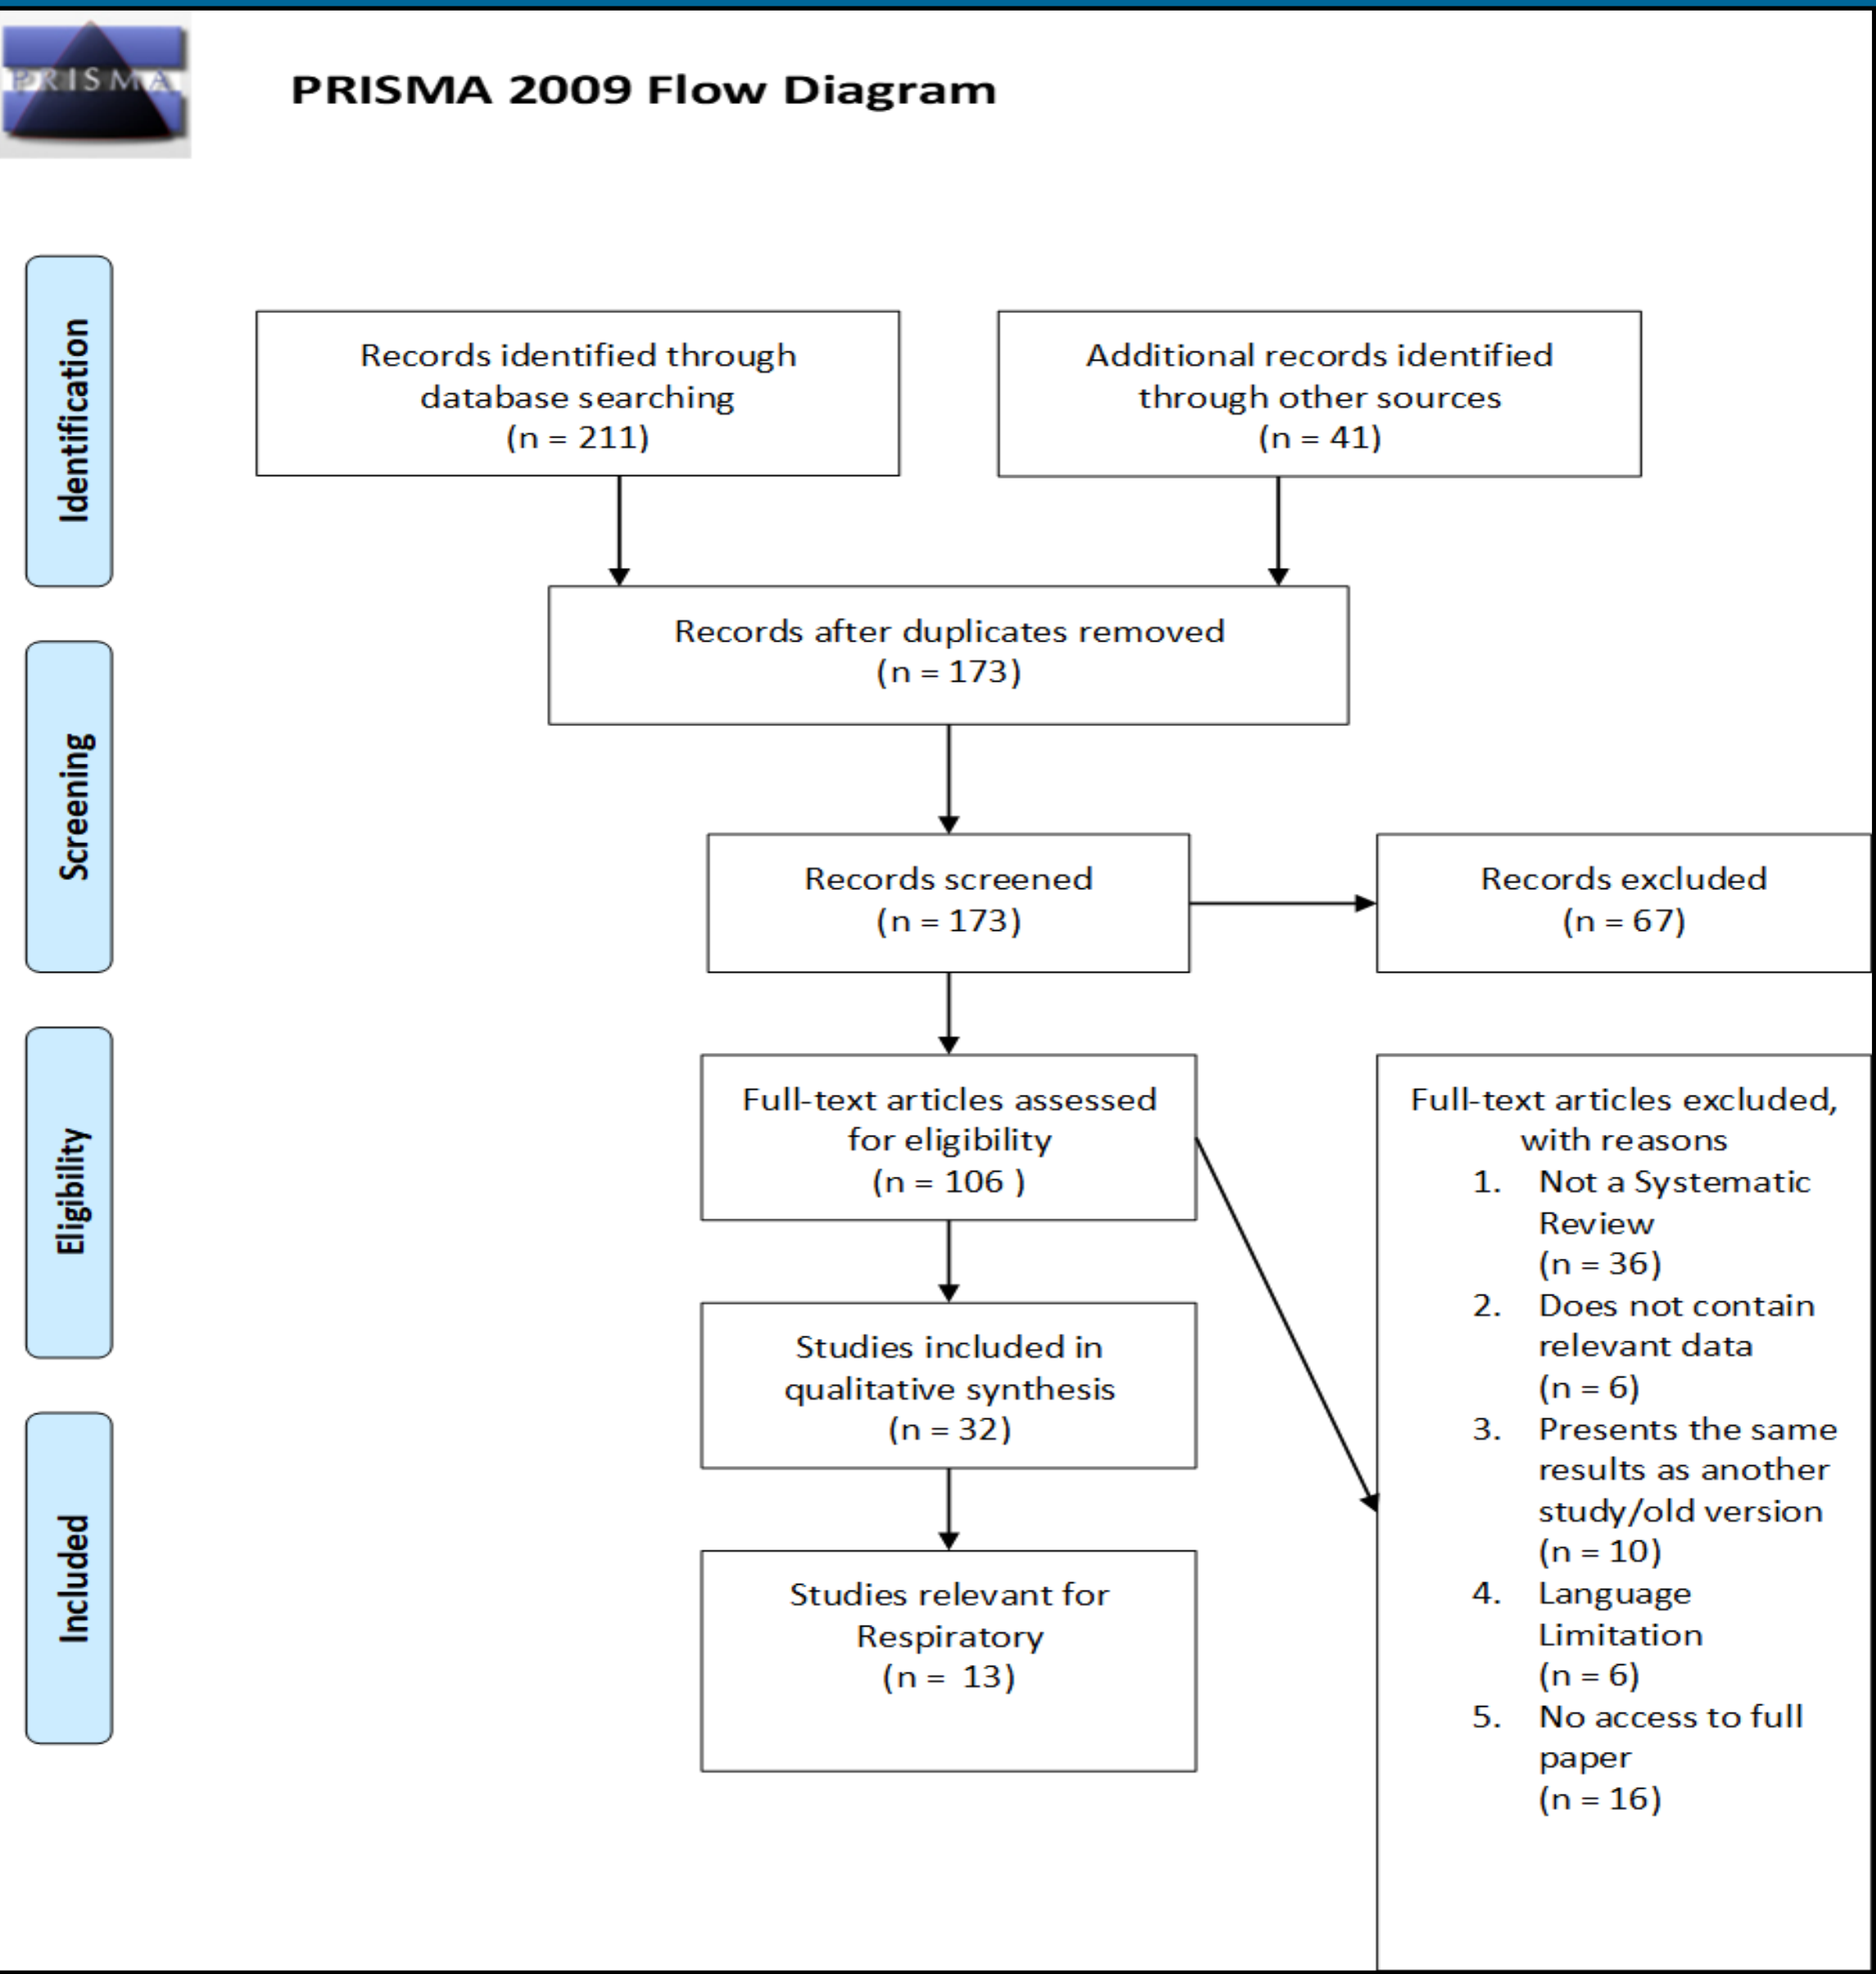 PRISMA
PRISMA 2009 Flow Diagram
Identification
Records identified through
database searching
(n = 211)
Additional records identified
through other sources
(n = 41)
Records after duplicates removed
(n = 173)
Screening
Records screened
(n = 173)
Records excluded
(n = 67)
Eligibility
Full-text articles assessed
for eligibility
(n = 106 )
Full-text articles excluded,
with reasons
1. Not a Systematic
Review
(n = 36)
2. Does not contain
relevant data
(n = 6)
3. Presents the same
results as another
study/old version
(n = 10)
4. Language
Limitation
(n = 6)
5. No access to full
paper
(n = 16)
Studies included in
qualitative synthesis
(n = 32)
Included
Studies relevant for
Respiratory
(n = 13)